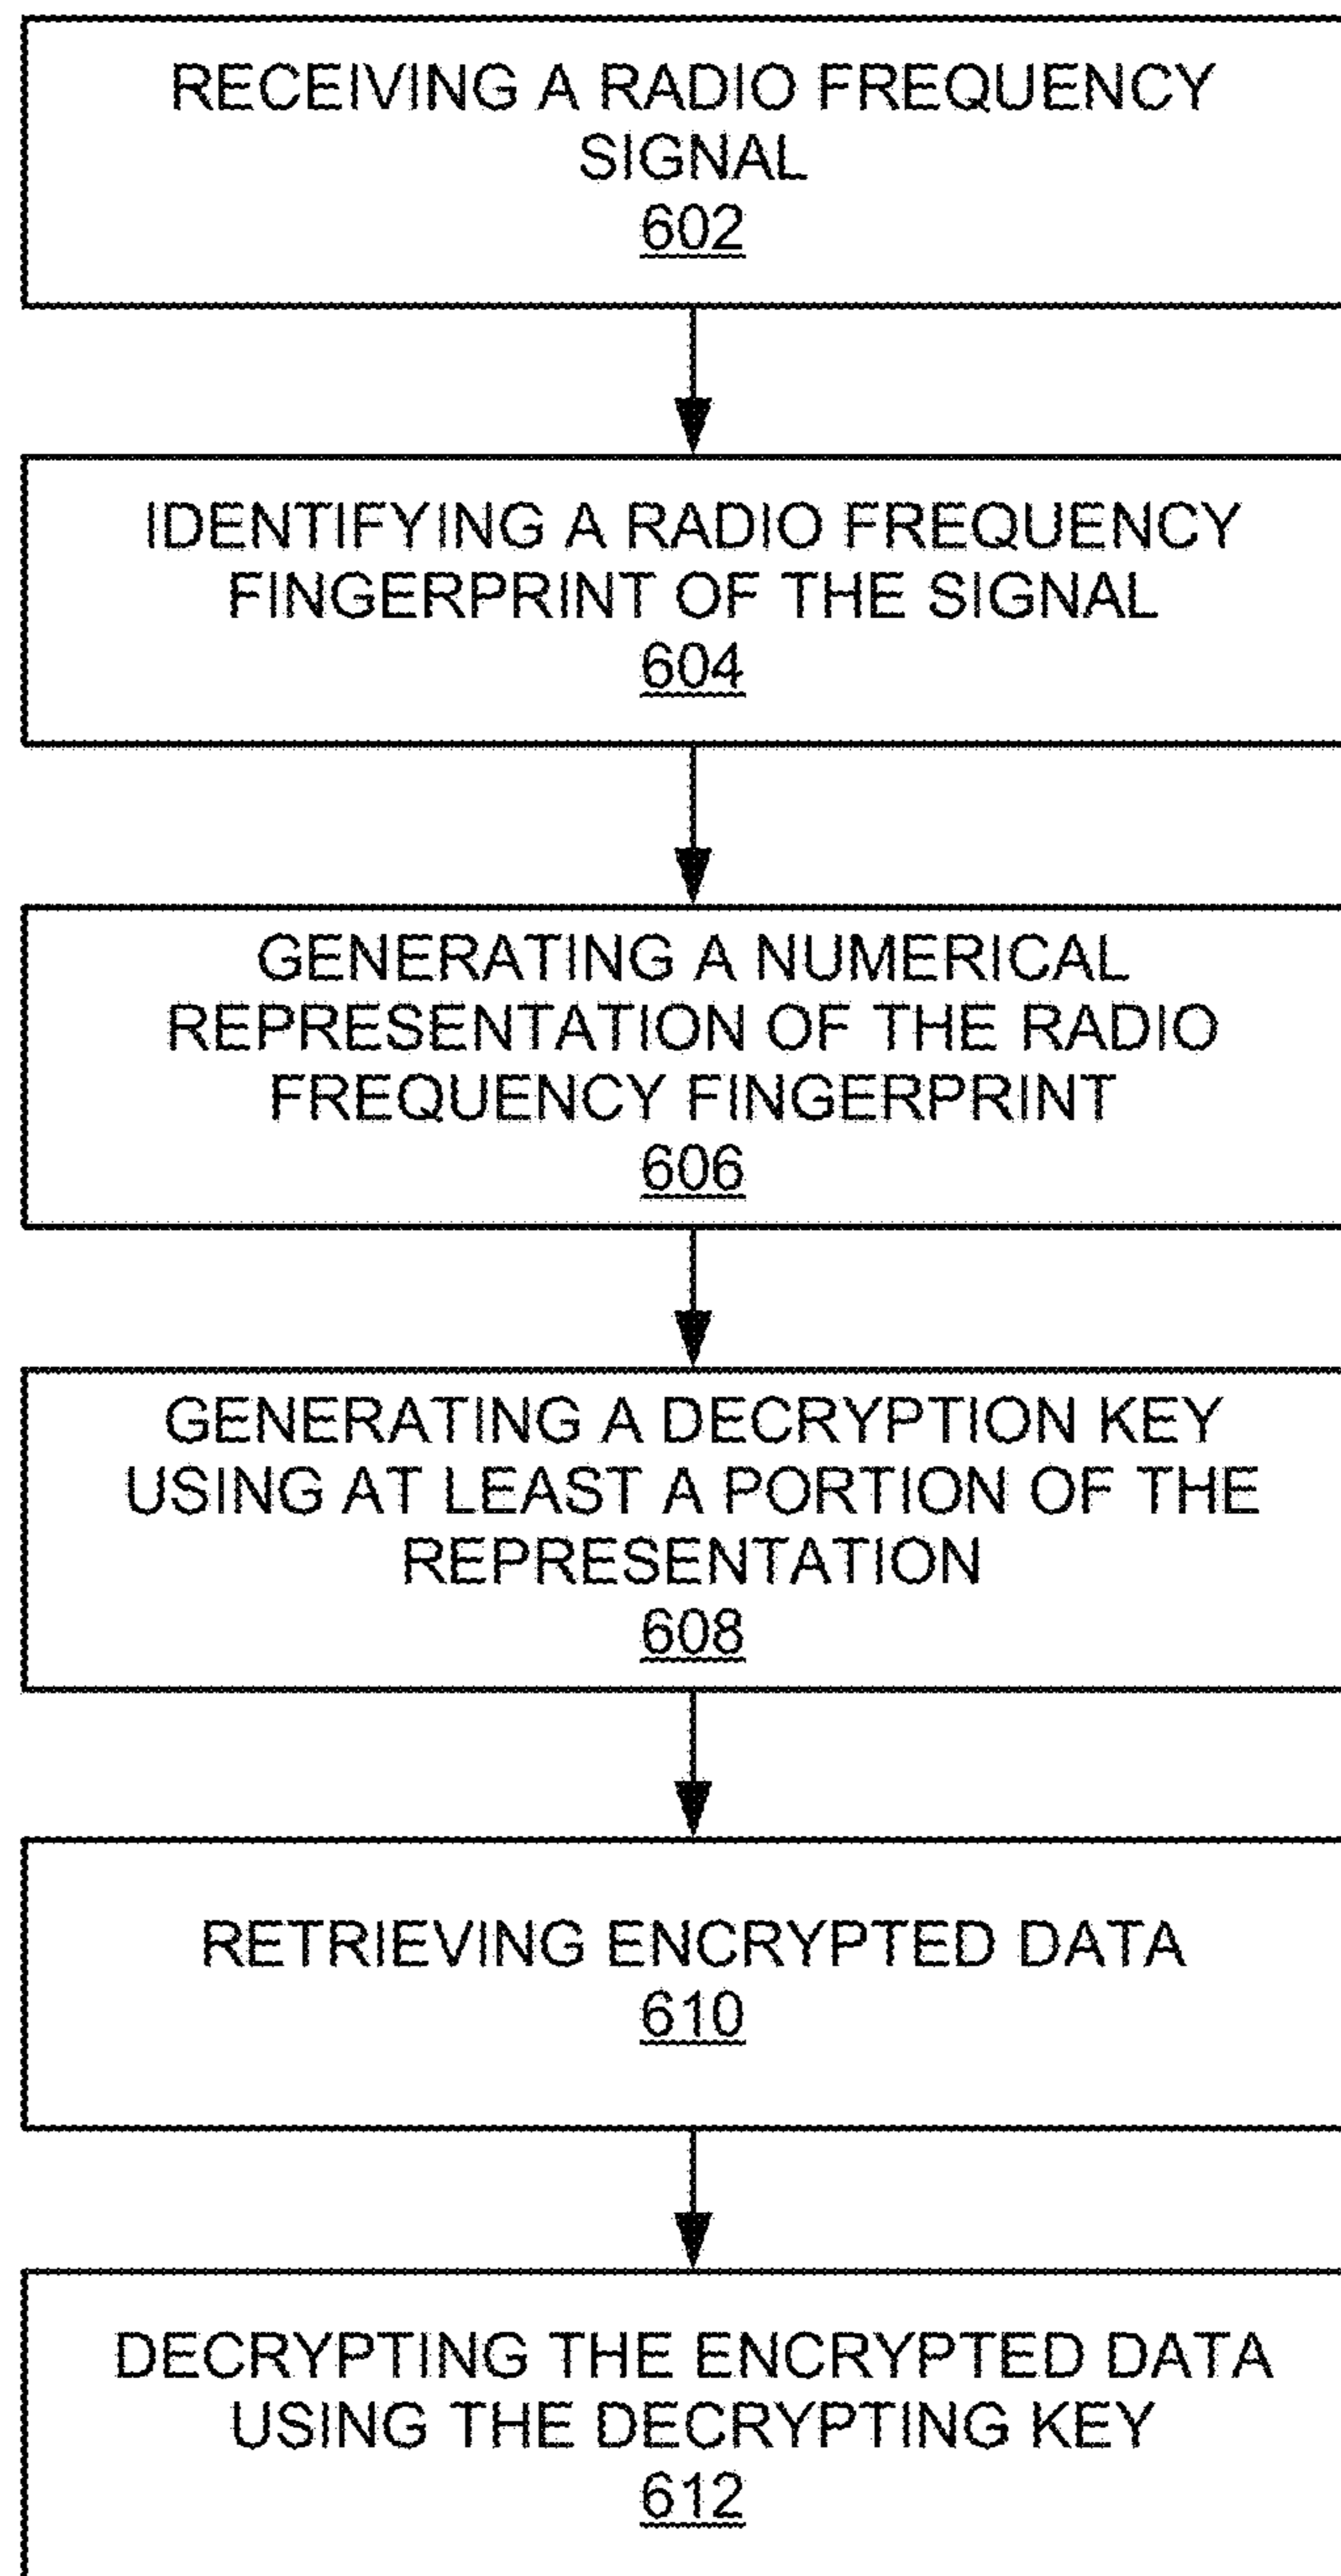 RECEIVING A RADIO FREQUENCY
SIGNAL
602
IDENTIFYING A RADIO FREQUENCY
FINGERPRINT OF THE SIGNAL
604
GENERATING A NUMERICAL
REPRESENTATION OF THE RADIO
FREQUENCY FINGERPRINT
606
GENERATING A DECRYPTION KEY
USING AT LEAST A PORTION OF THE
REPRESENTATION
608
RETRIEVING ENCRYPTED DATA
610
DECRYPTING THE ENCRYPTED DATA
USING THE DECRYPTING KEY
612